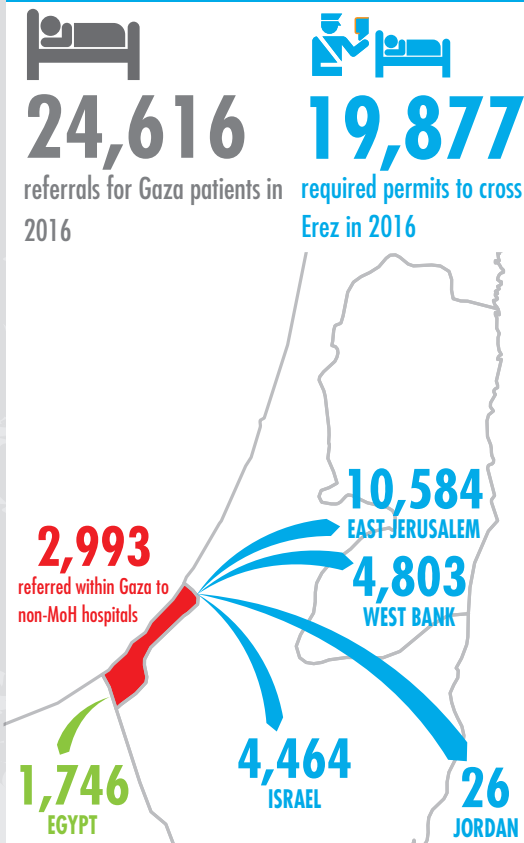 24,616
referrals for Gaza patients in
2016
19,877
required permits to cross
Erez in 2016
10,584
EAST JERUSALEM
2,993
referred within Gaza to
non-MoH hospitals
4,803
WEST BANK
4,464
ISRAEL
1,746
EGYPT
26
JORDAN